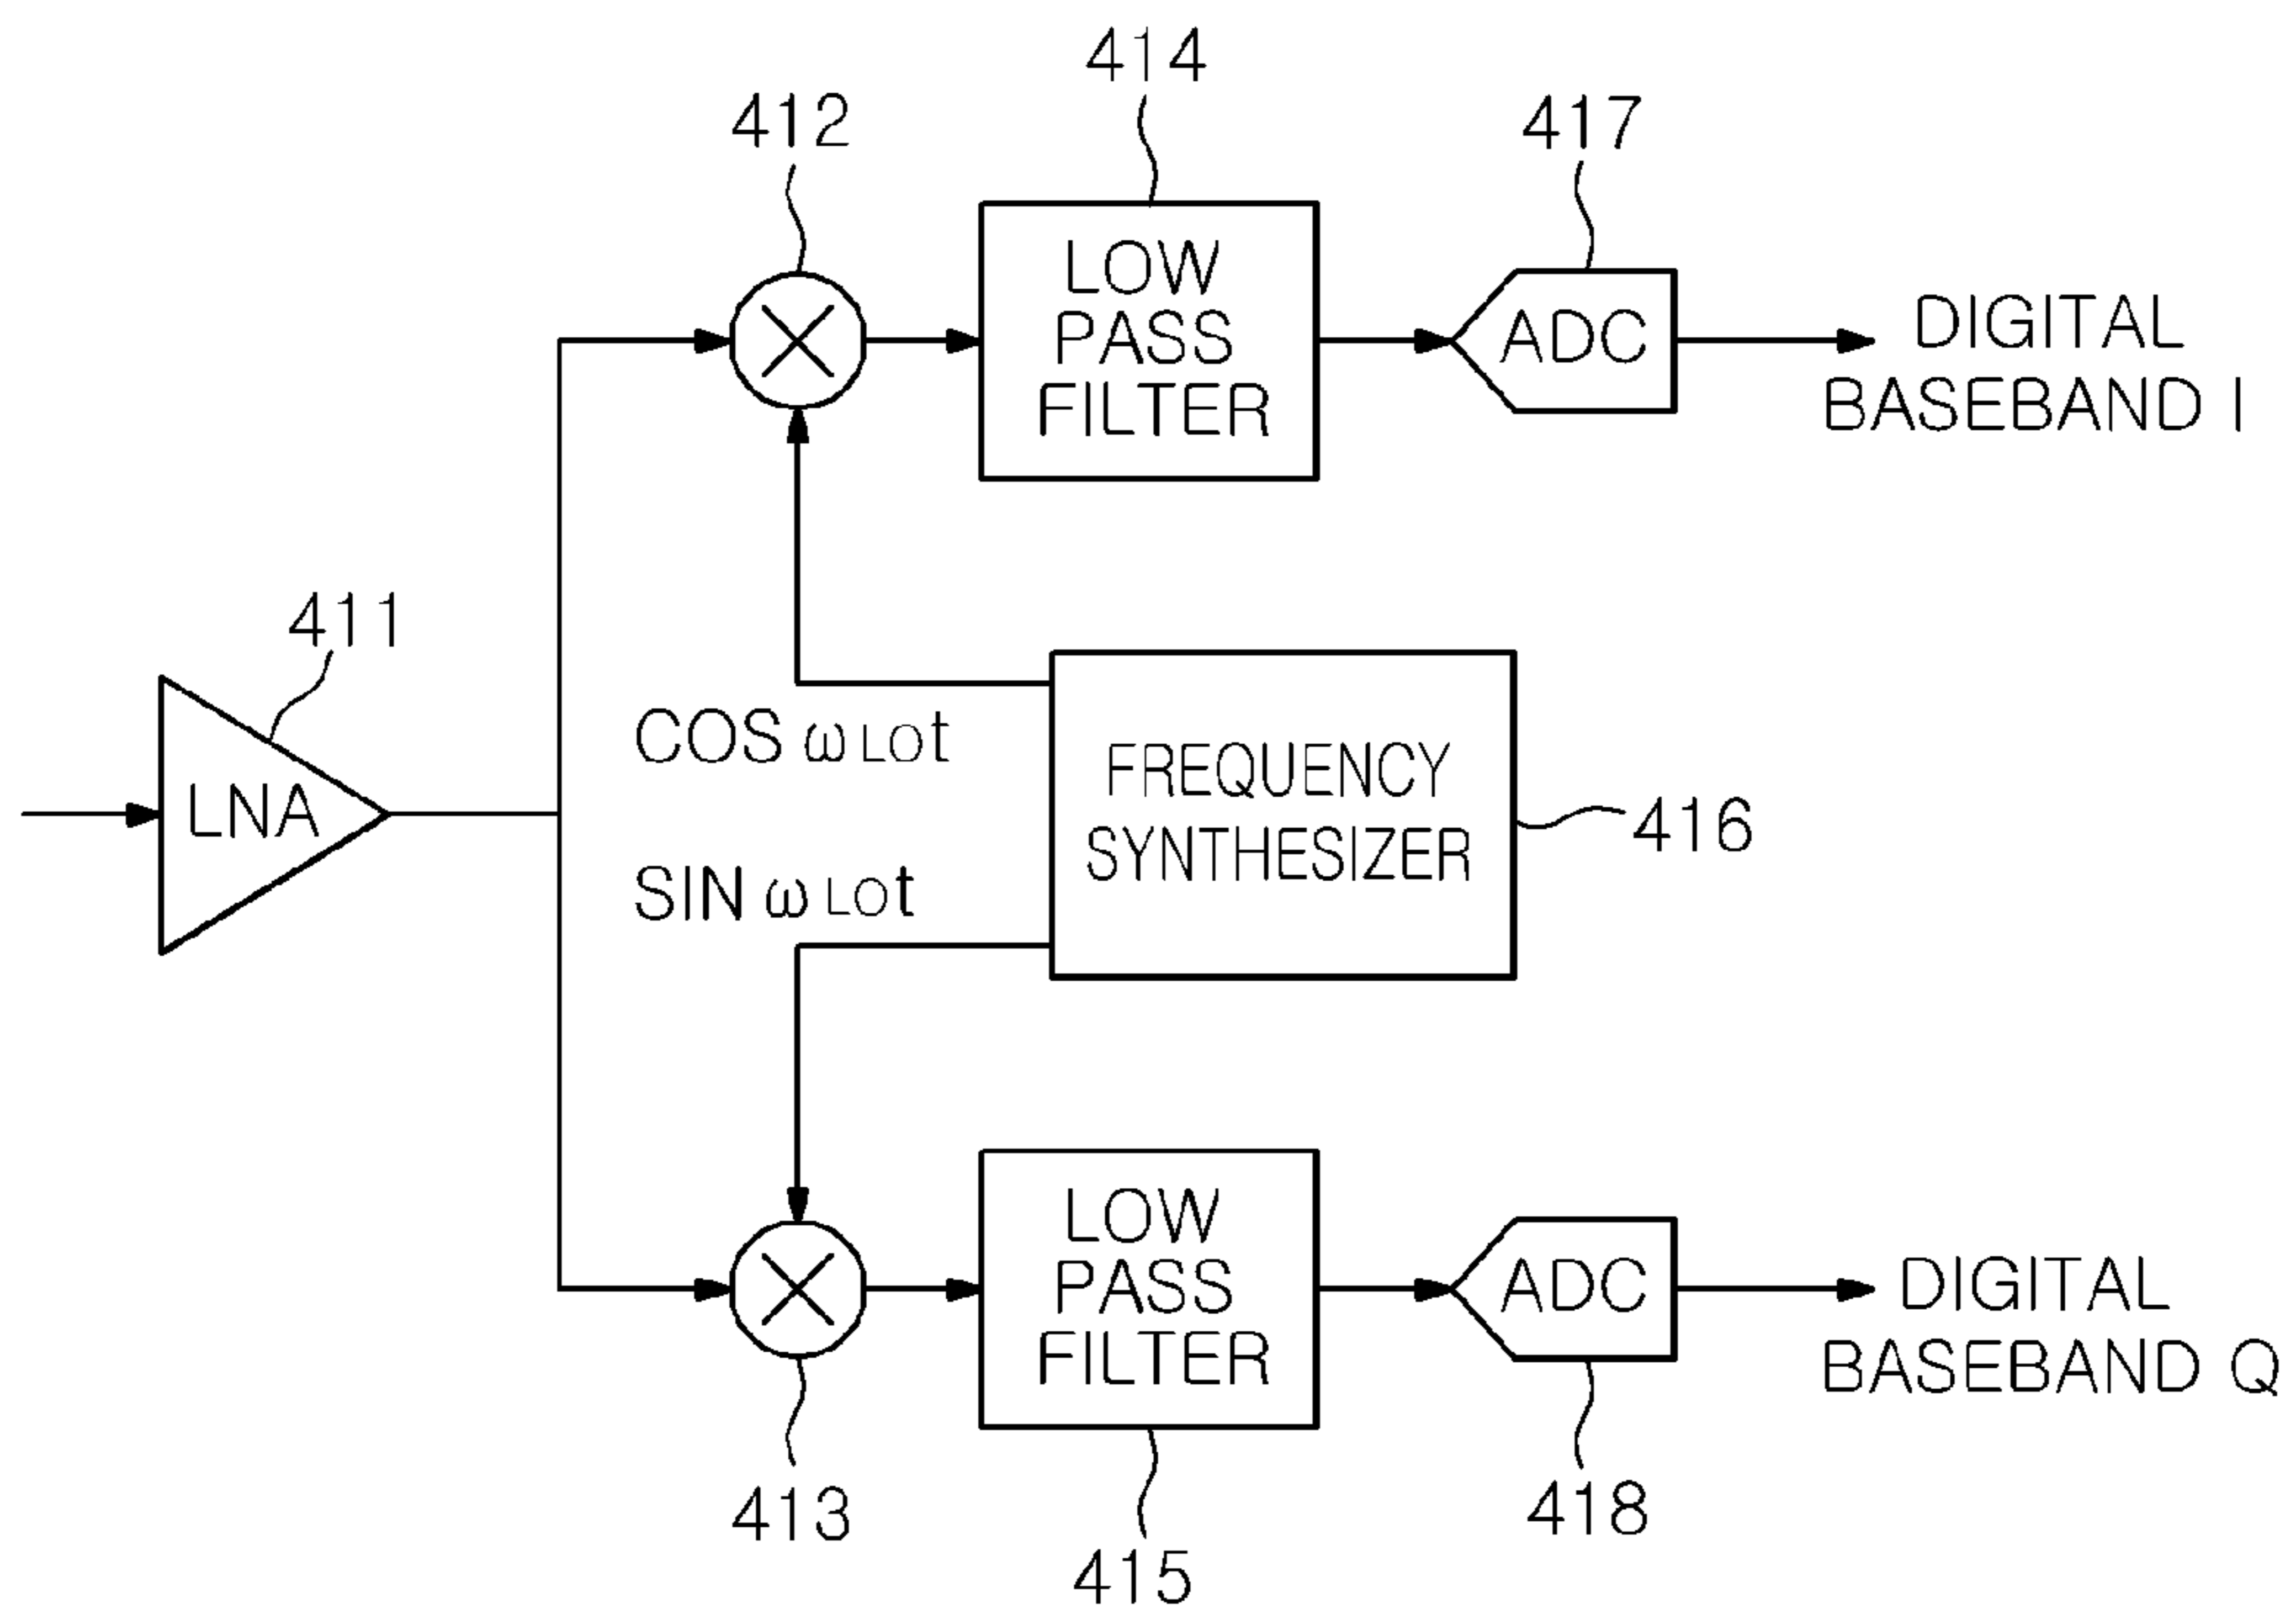 414
412
417
LOW
PASS
FILTER
ADC
DIGITAL
BASEBAND I
411
LNA
COS ωLOt
FREQUENCY
SYNTHESIZER
416
SIN ωLOt
LOW
PASS
FILTER
ADC
DIGITAL
BASEBAND Q
413
418
415